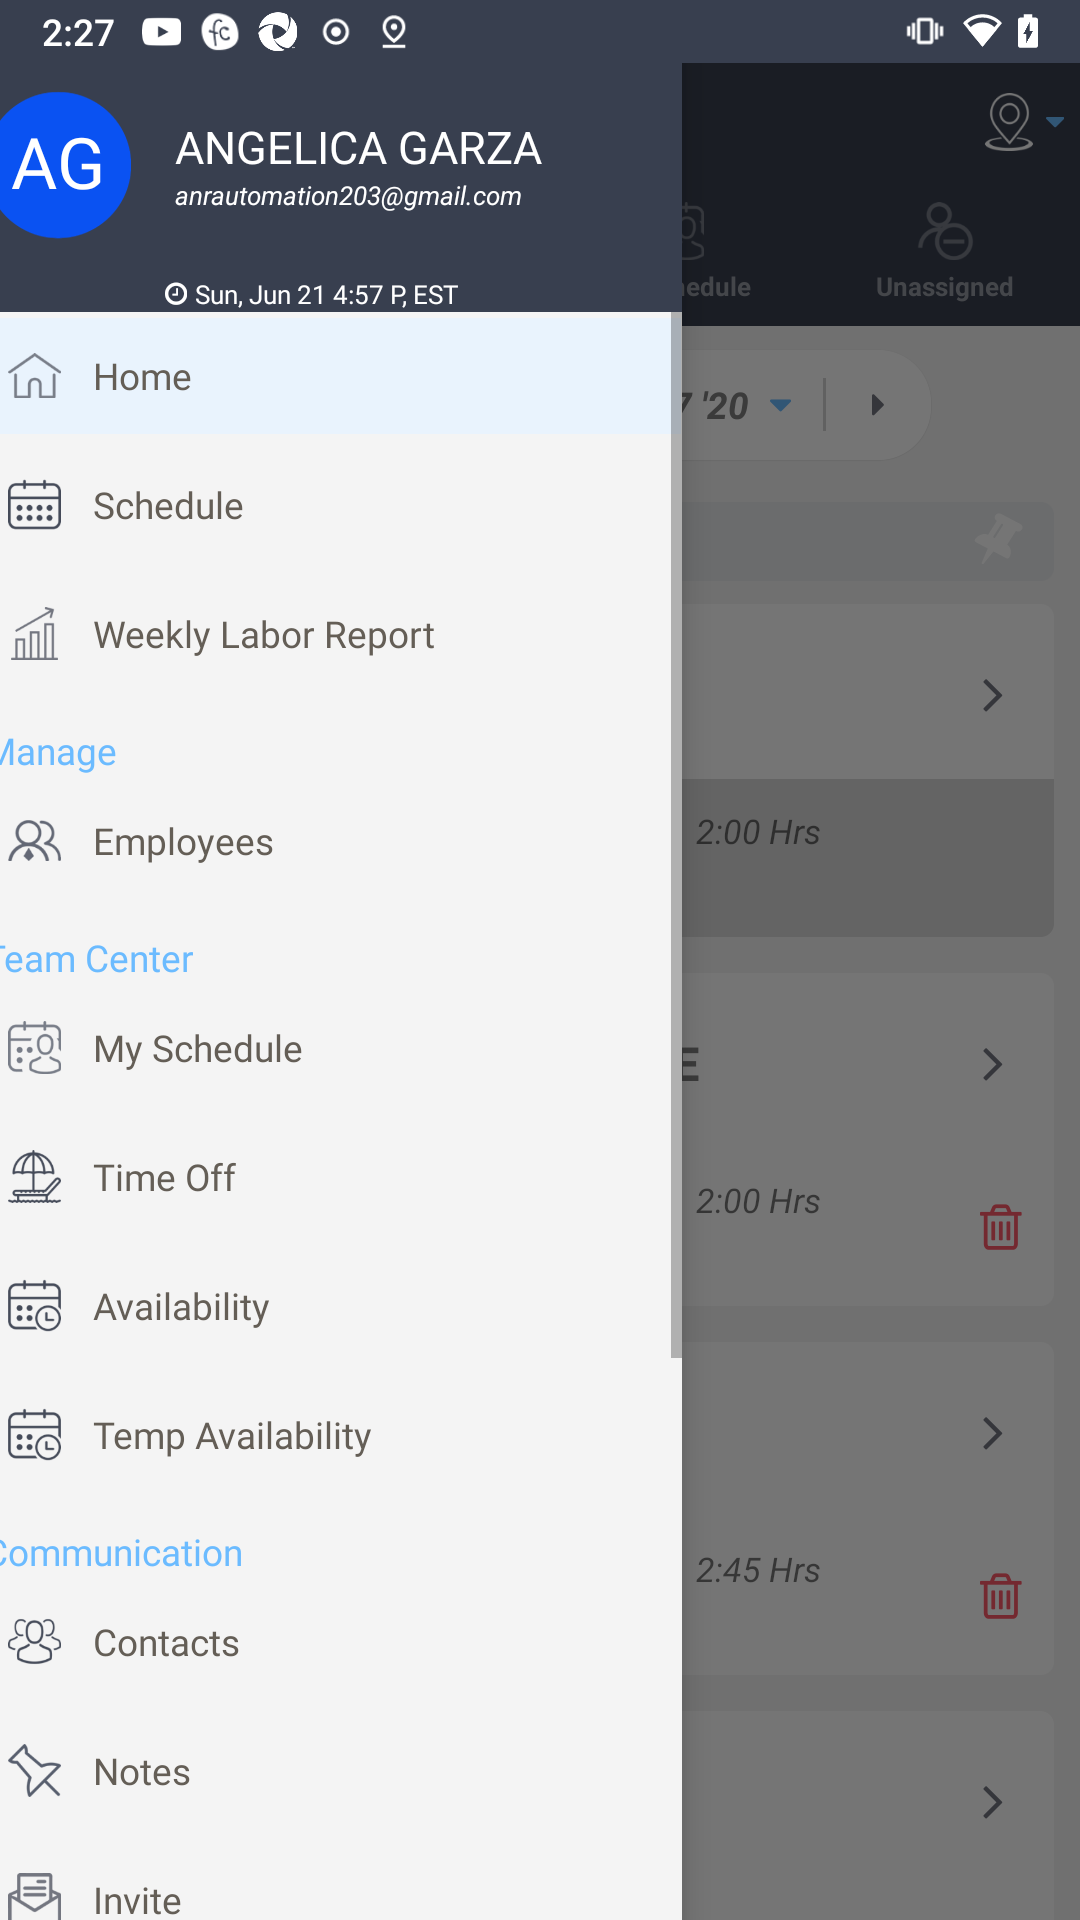 2:27
AG
ANGELICA GARZA
anrautomation203@gmail.com
Sun, Jun 21 4:57 P, EST
Unassigned
Home
'20
Schedule
Weekly Labor Report
Manage
2:00 Hrs
Employees
Team Center
My Schedule
Time Off
2:00 Hrs
Availability
Temp Availability
Communication
2:45 Hrs
Contacts
Notes
Invite